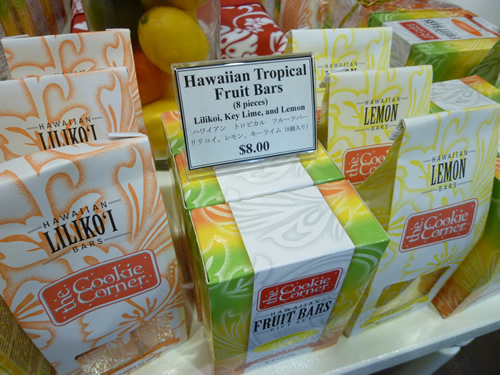 Hawaiian Tropical
Fruit Bars
(8 pieces)
Lilikoi, Key Lime, and Lemon
ハワイアン トロピカル フルーツバー
リリコイ、レモン、キーライム (8個入り)
$8.00
HAWAIIAN
LILIKO'I
BARS
HAWAIIAN
LILIKO'I
BARS
the Cookie
Corner
HAWAIIAN
LEMON
BARS
the Cookie
Corner
HAWAIIAN
LEMON
BARS
the Cookie
Corner
the Cookie
Corner
the Cookie
Corner
HAWAIIAN
FRUIT BARS
GIFT SET